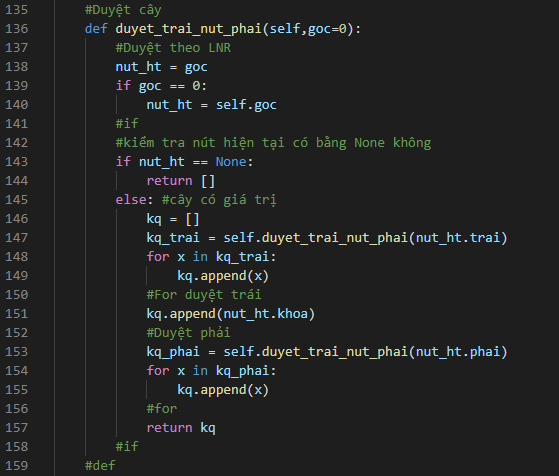 135 #Duyệt cây
136 def duyet_trai_nut_phai(self,goc=0):
137 #Duyệt theo LNR
138 nut_ht = goc
139 if goc == 0:
140 nut_ht = self.goc
141 #if
142 #kiểm tra nút hiện tại có bằng None không
143 if nut_ht == None:
144 return []
145 else: #cây có giá trị
146 kq = []
147 kq_trai = self.duyet_trai_nut_phai(nut_ht.trai)
148 for x in kq_trai:
149 kq.append(x)
150 #For duyệt trái
151 kq.append(nut_ht.khoa)
152 #Duyệt phải
153 kq_phai = self.duyet_trai_nut_phai(nut_ht.phai)
154 for x in kq_phai:
155 kq.append(x)
156 #for
157 return kq
158 #if
159 #def